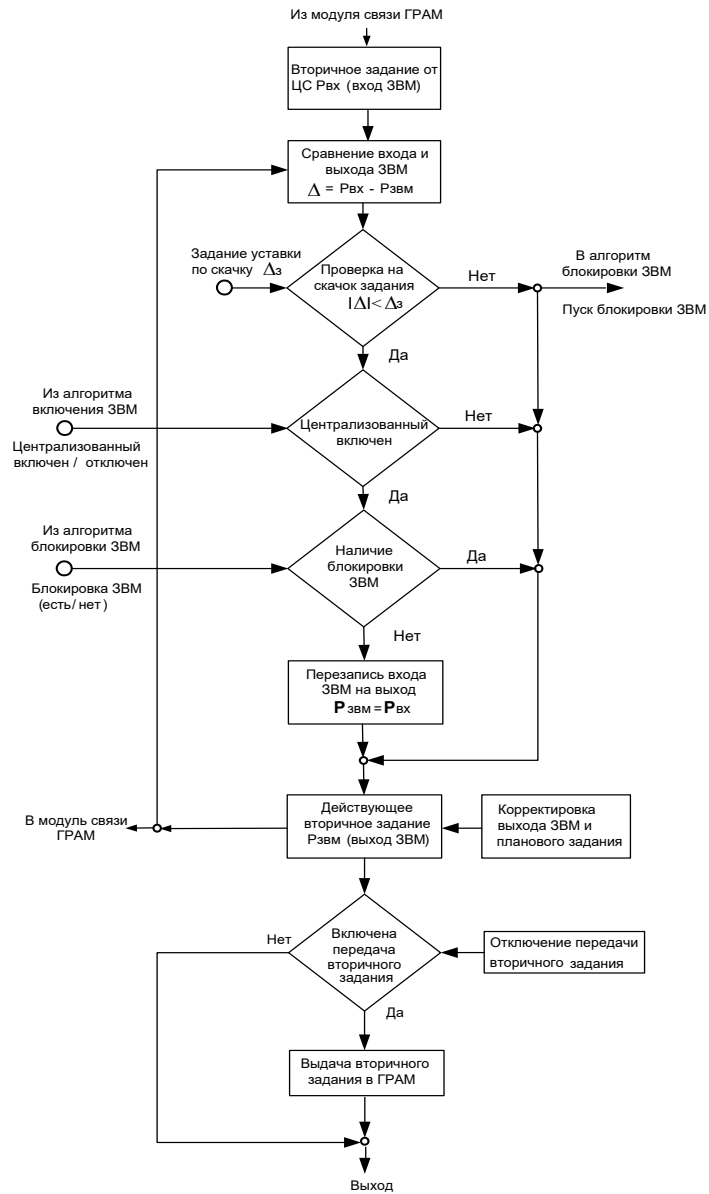 Из модуля связи ГРАМ
Вторичное задание от
ЦС Рвх (вход ЗВМ)
Сравнение входа и
выхода ЗВМ
Δ = Рвх - Рзвм
Задание уставки
по скачку Δз
Проверка на
скачок задания
|Δ|< Δз
Нет
В алгоритм
блокировки ЗВМ
Пуск блокировки ЗВМ
Да
Из алгоритма
включения ЗВМ
Централизованный
включен / отключен
Централизованный
включен
Нет
Да
Из алгоритма
блокировки ЗВМ
Блокировка ЗВМ
(есть/нет)
Наличие
блокировки
ЗВМ
Да
Нет
Перезапись входа
ЗВМ на выход
Р звм = Рвх
В модуль связи
ГРАМ
Действующее
вторичное задание
Рзвм (выход ЗВМ)
Корректировка
выхода ЗВМ и
планового задания
Нет
Включена
передача
вторичного
задания
Отключение передачи
вторичного задания
Да
Выдача вторичного
задания в ГРАМ
Выход